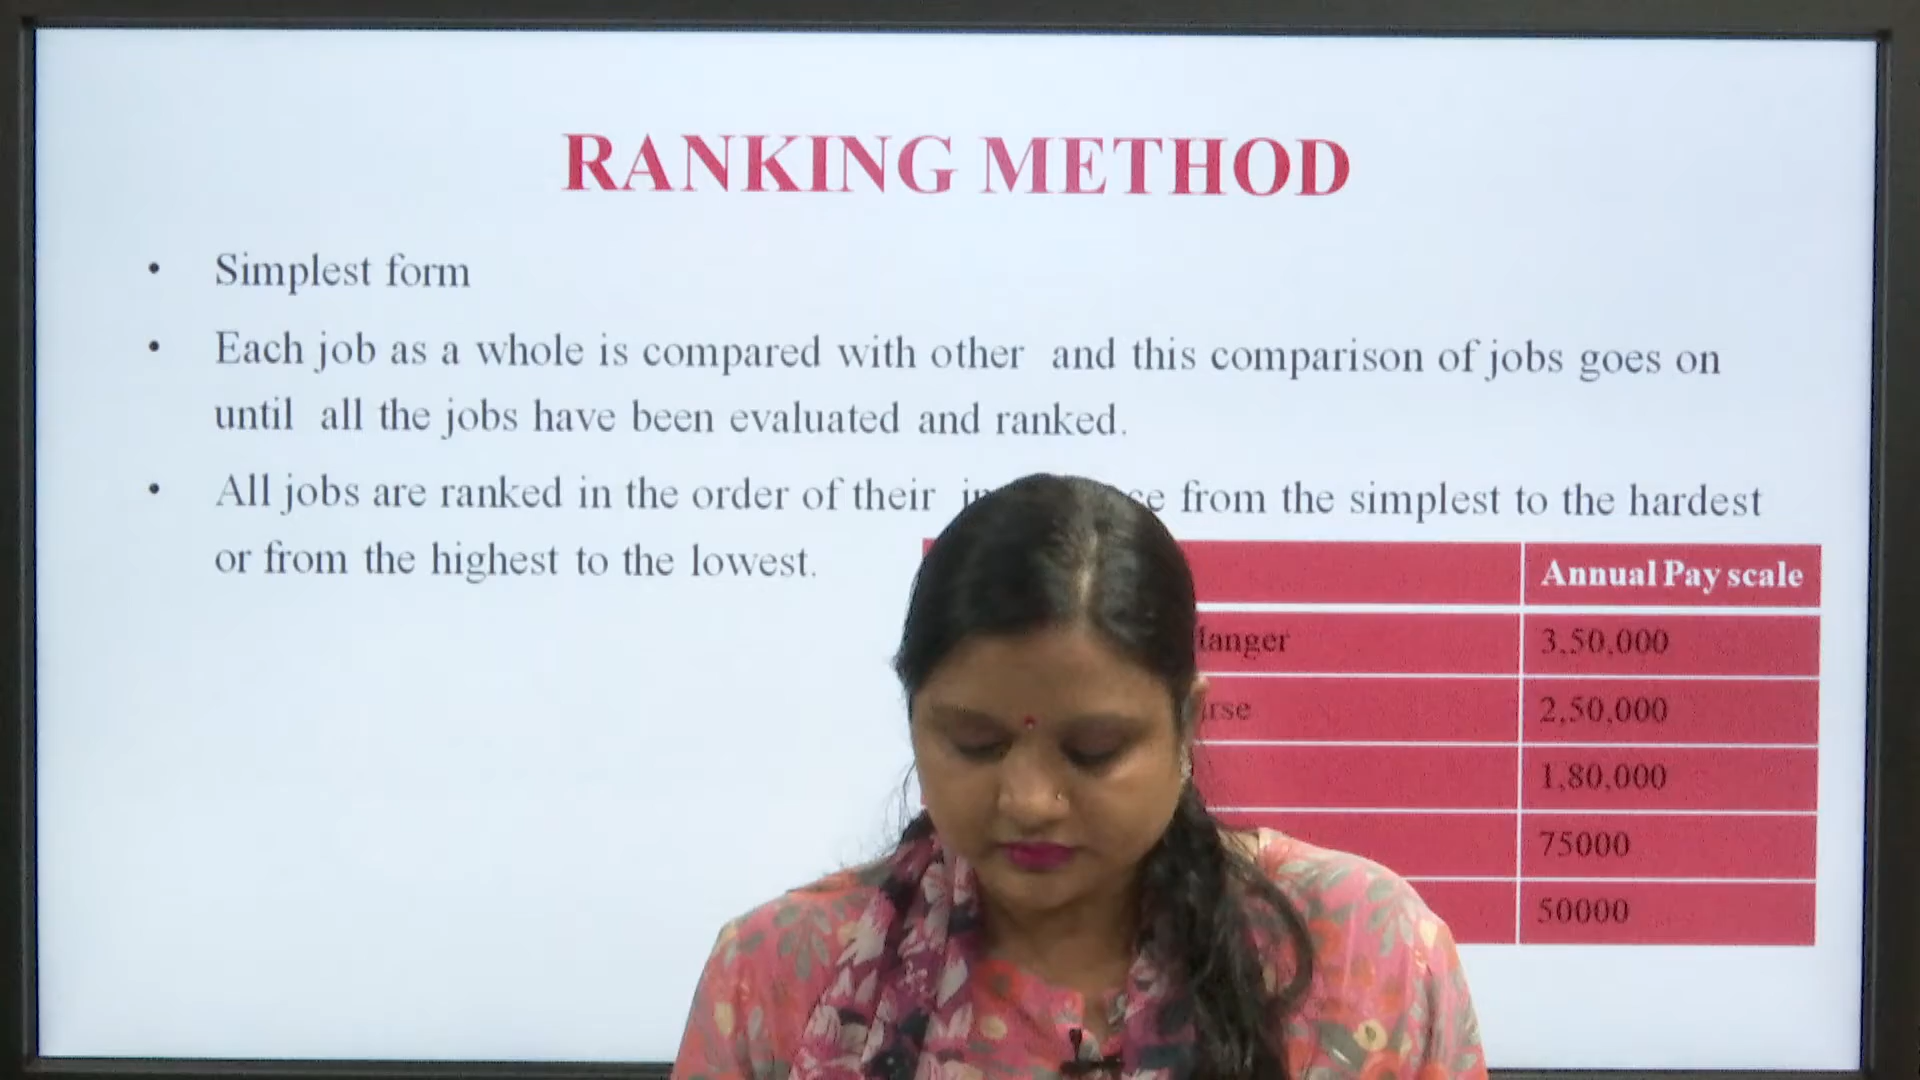 RANKING METHOD
• Simplest form
• Each job as a whole is compared with other and this comparison of jobs goes on
until all the jobs have been evaluated and ranked.
• All jobs are ranked in the order of their from the simplest to the hardest
or from the highest to the lowest.
Annual Pay scale
3,50,000
2,50,000
1,80,000
75000
50000